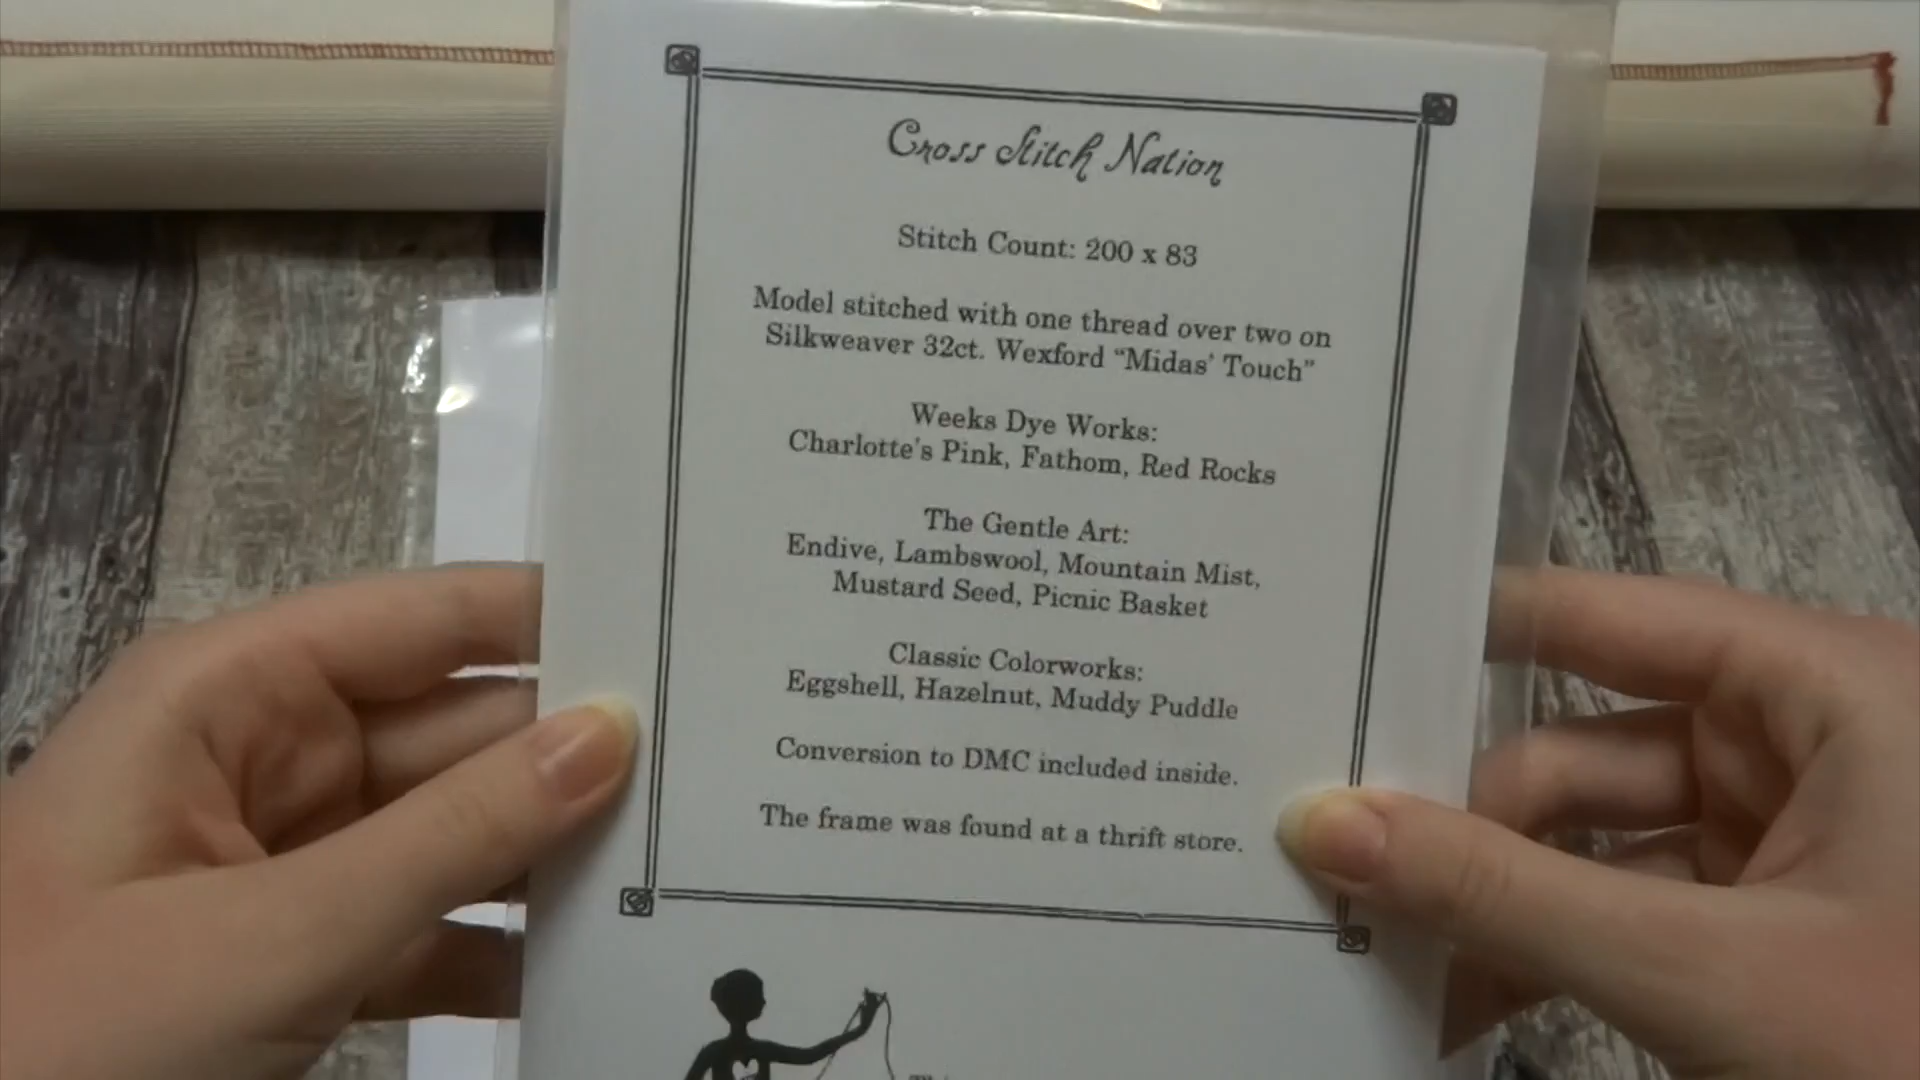 Cross Stitch Nation
Stitch Count: 200 x 83
Model stitched with one thread over two on
Silkweaver 32ct. Wexford “Midas’ Touch”
Weeks Dye Works:
Charlotte’s Pink, Fathom, Red Rocks
The Gentle Art:
Endive, Lambswool, Mountain Mist,
Mustard Seed, Picnic Basket
Classic Colorworks:
Eggshell, Hazelnut, Muddy Puddle
Conversion to DMC included inside.
The frame was found at a thrift store.